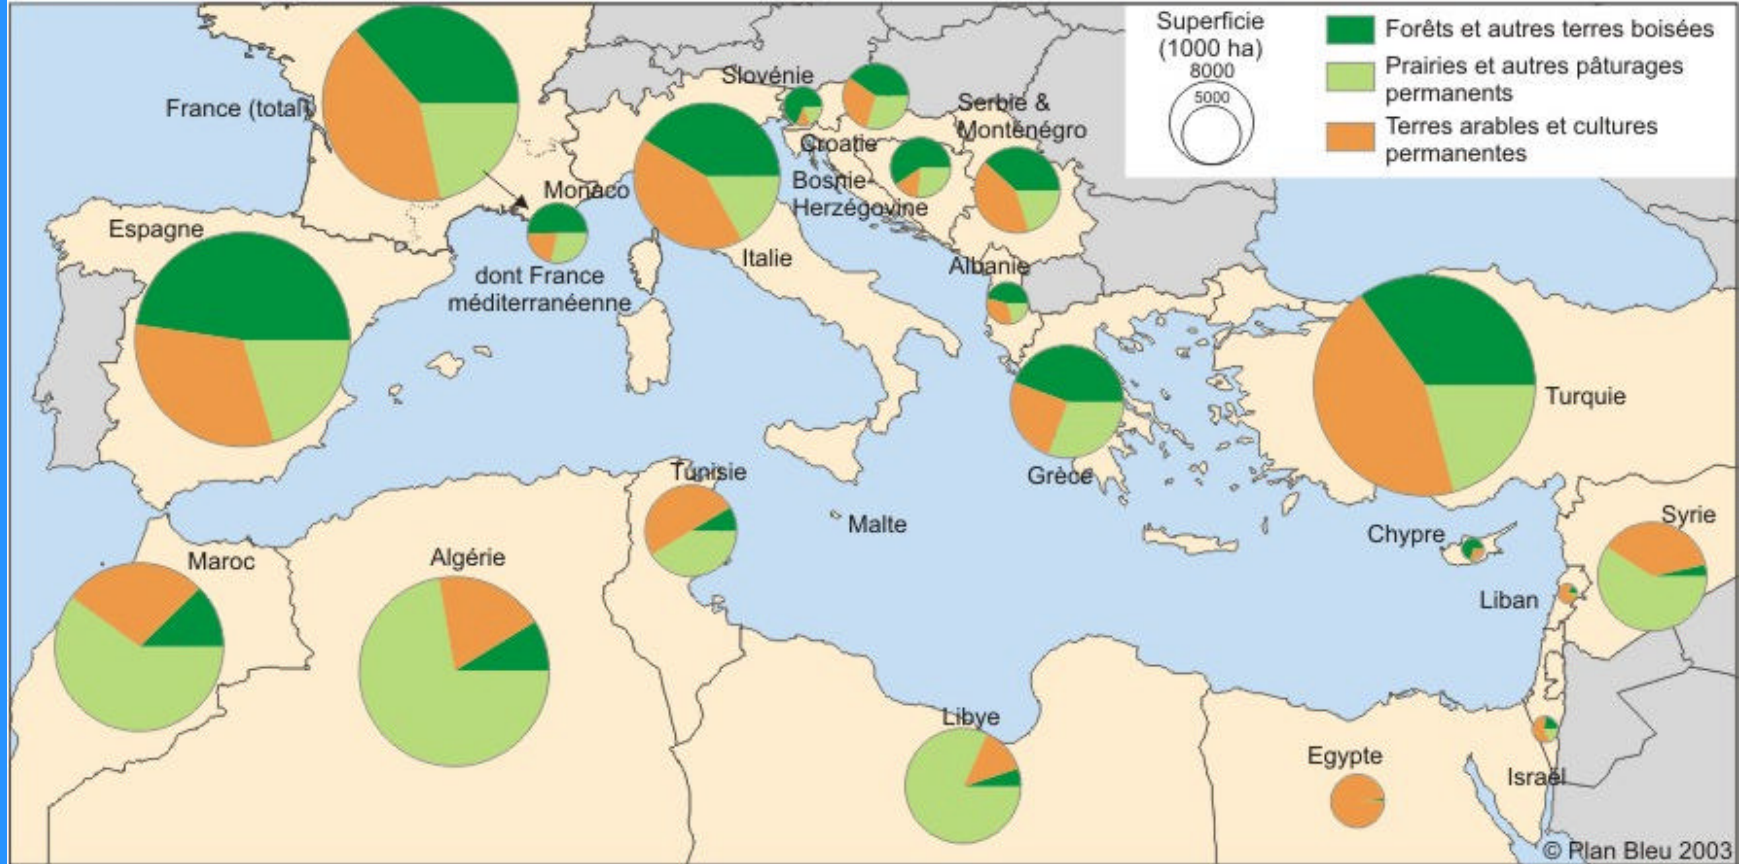 Superficie
(1000 ha)
8000
5000
Forêts et autres terres boisées
Prairies et autres pâturages
permanents
Terres arables et cultures
permanentes
France (total)
Slovénie
Serbie &
Monténégro
Croatie
Monaco
Bosnie-
Herzégovine
Espagne
Italie
dont France
méditerranéenne
Albanie
Turquie
Grèce
Tunisie
Malte
Chypre
Syrie
Maroc
Algérie
Liban
Libye
Egypte
Israël
© Plan Bleu 2003